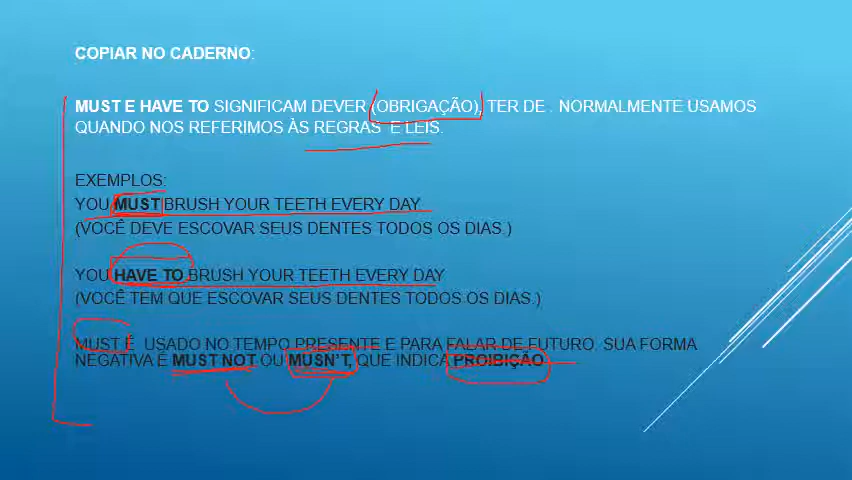 COPIAR NO CADERNO:
MUST E HAVE TO SIGNIFICAM DEVER (OBRIGAÇÃO), TER DE . NORMALMENTE USAMOS
QUANDO NOS REFERIMOS ÀS REGRAS E LEIS.
EXEMPLOS:
YOU MUST BRUSH YOUR TEETH EVERY DAY.
(VOCÊ DEVE ESCOVAR SEUS DENTES TODOS OS DIAS.)
YOU HAVE TO BRUSH YOUR TEETH EVERY DAY
(VOCÊ TEM QUE ESCOVAR SEUS DENTES TODOS OS DIAS.)
MUST É USADO NO TEMPO PRESENTE E PARA FALAR DE FUTURO. SUA FORMA
NEGATIVA É MUST NOT OU MUSN'T, QUE INDICA PROIBIÇÃO.